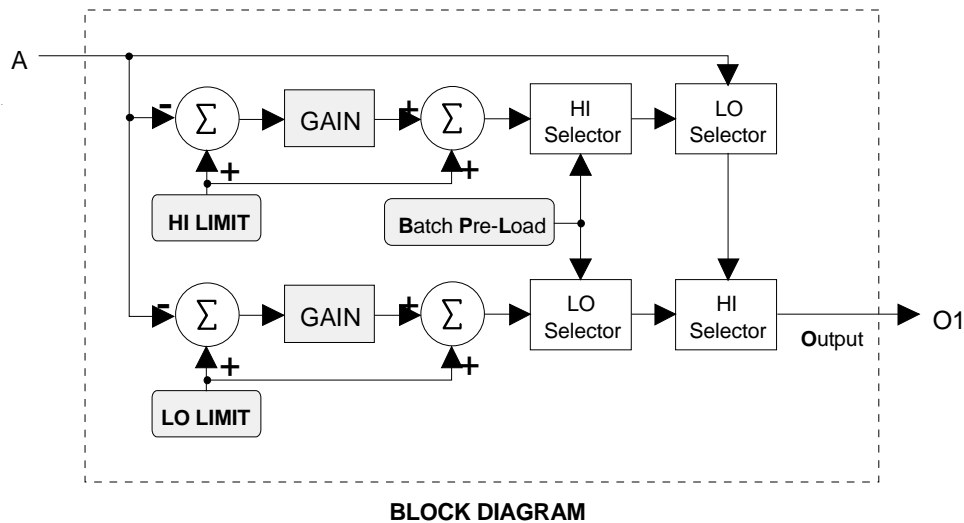 A
-
Σ
GAIN
+
Σ
HI
Selector
LO
Selector
+
+
HI LIMIT
Batch Pre-Load
-
Σ
GAIN
+
Σ
LO
Selector
HI
Selector
O1
Output
+
+
LO LIMIT
BLOCK DIAGRAM